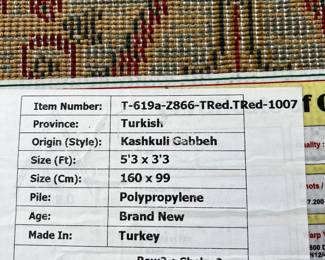 Item Number: T-619a-Z866-TRed.TRed-1007
Province: Turkish
Origin (Style): Kashkuli Gabbeh
Size (Ft): 5'3 x 3'3
Size (Cm): 160 x 99
Pile: Polypropylene
Age: Brand New
Made In: Turkey